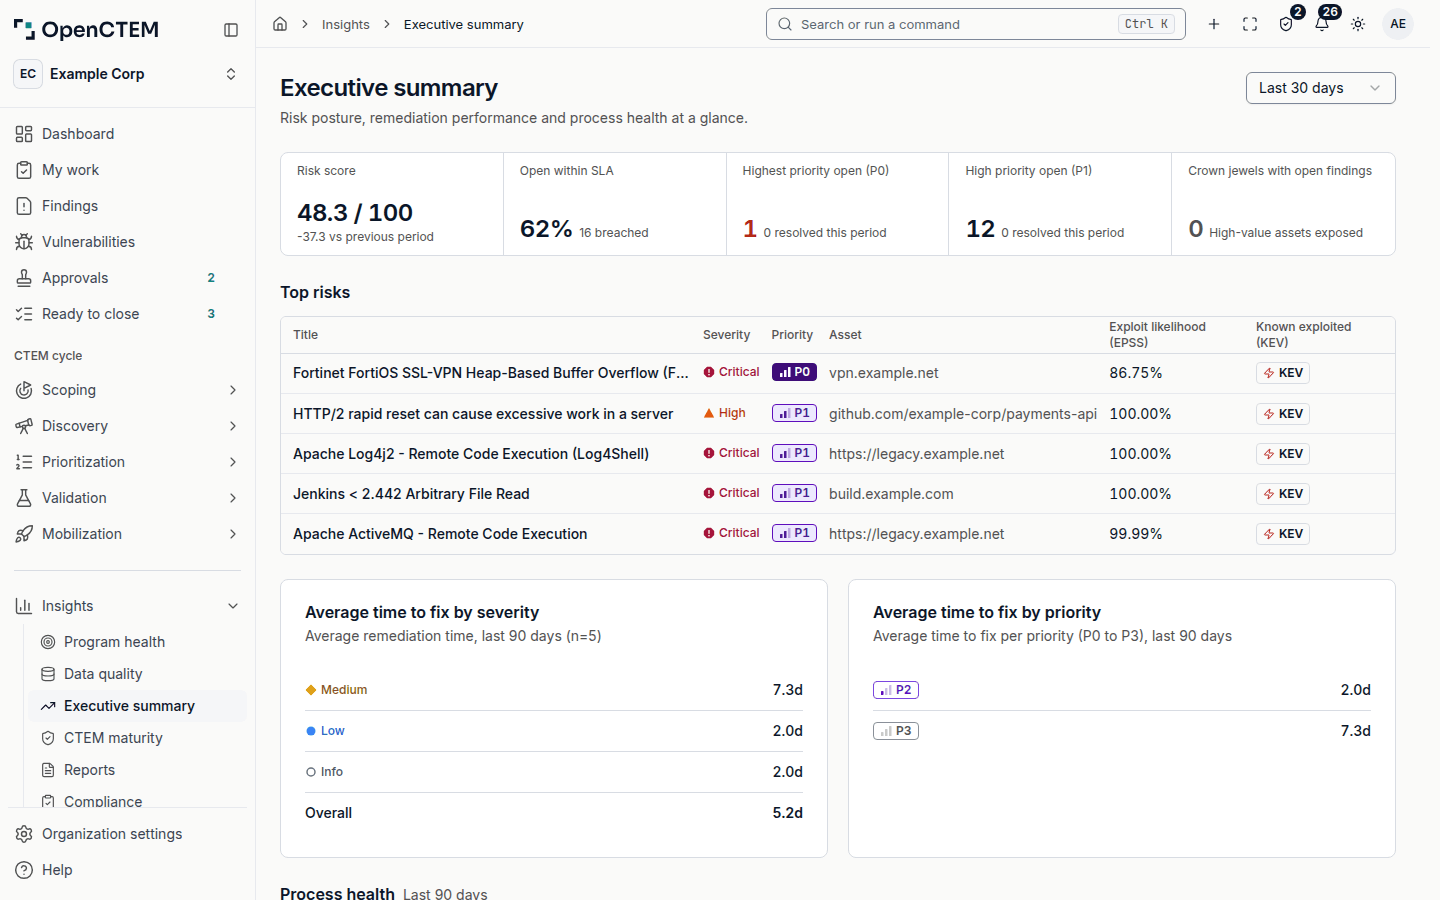 OpenCTEM
EC Example Corp
Dashboard
My work
Findings
Vulnerabilities
Approvals 2
Ready to close 3
CTEM cycle
Scoping
Discovery
Prioritization
Validation
Mobilization
Insights
Program health
Data quality
Executive summary
CTEM maturity
Reports
Compliance
Organization settings
Help
Insights Executive summary
Search or run a command Ctrl K
2 26 AE
Executive summary
Last 30 days
Risk posture, remediation performance and process health at a glance.
Risk score
48.3 / 100
-37.3 vs previous period
Open within SLA
62% 16 breached
Highest priority open (P0)
1 0 resolved this period
High priority open (P1)
12 0 resolved this period
Crown jewels with open findings
0 High-value assets exposed
Top risks
Title Severity Priority Asset Exploit likelihood (EPSS) Known exploited (KEV)
Fortinet FortiOS SSL-VPN Heap-Based Buffer Overflow (F... Critical P0 vpn.example.net 86.75% KEV
HTTP/2 rapid reset can cause excessive work in a server High P1 github.com/example-corp/payments-api 100.00% KEV
Apache Log4j2 - Remote Code Execution (Log4Shell) Critical P1 https://legacy.example.net 100.00% KEV
Jenkins < 2.442 Arbitrary File Read Critical P1 build.example.com 100.00% KEV
Apache ActiveMQ - Remote Code Execution Critical P1 https://legacy.example.net 99.99% KEV
Average time to fix by severity
Average remediation time, last 90 days (n=5)
Medium 7.3d
Low 2.0d
Info 2.0d
Overall 5.2d
Average time to fix by priority
Average time to fix per priority (P0 to P3), last 90 days
P2 2.0d
P3 7.3d
Process health Last 90 days